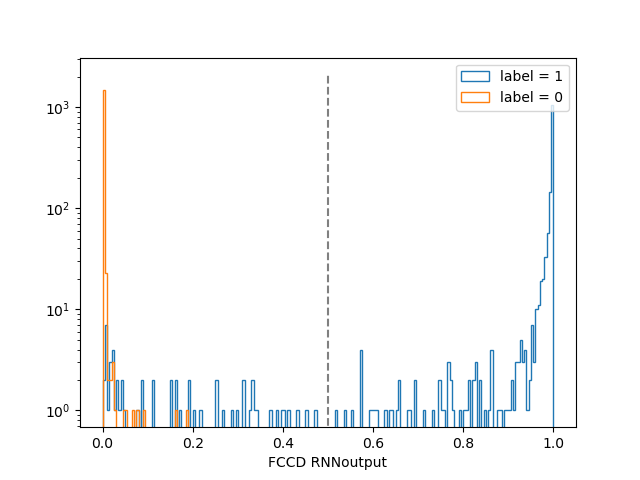 label = 1
label = 0
10³
10²
10¹
10⁰
0.0 0.2 0.4 0.6 0.8 1.0
FCCD RNNoutput